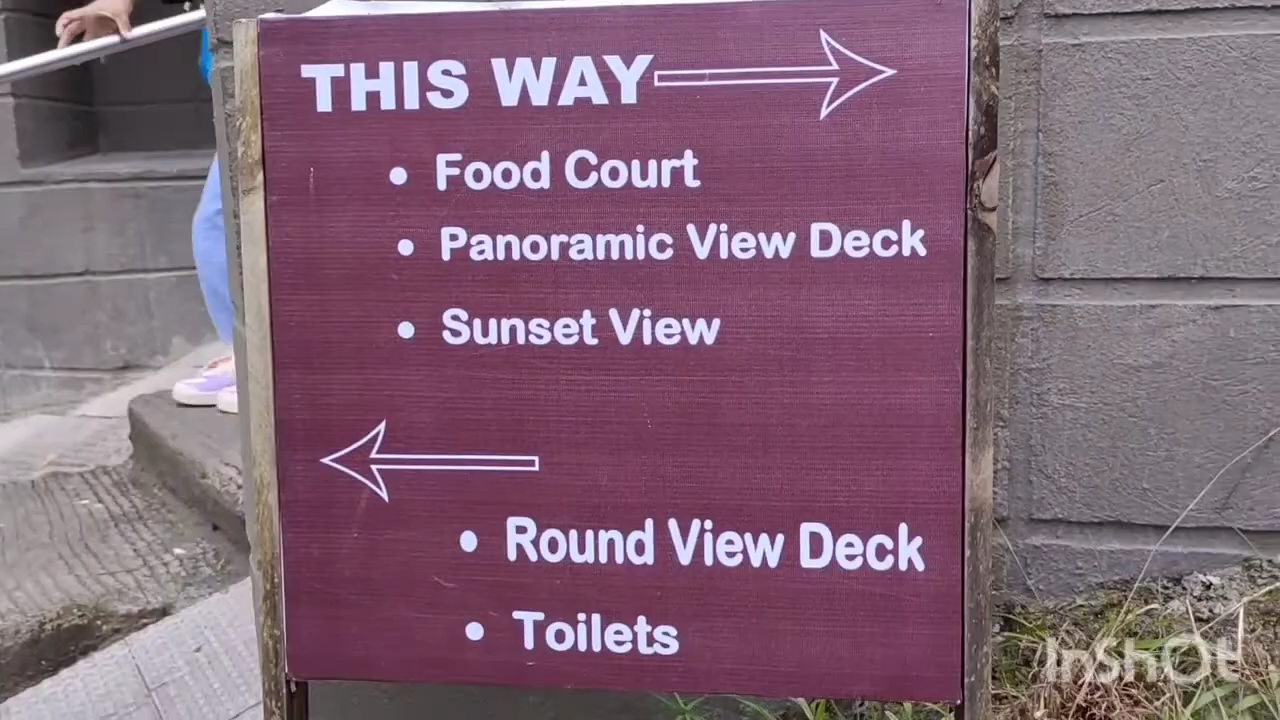 THIS WAY
• Food Court
• Panoramic View Deck
• Sunset View
• Round View Deck
• Toilets
InShOt